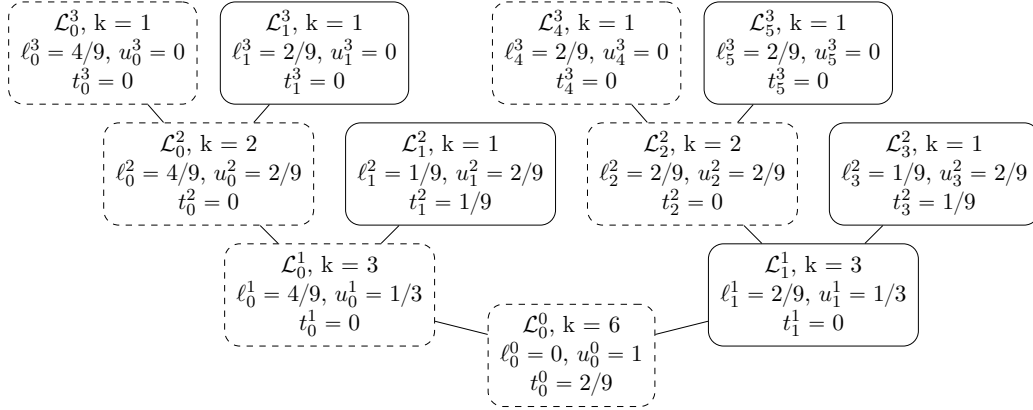 ℒ₀³, k = 1
ℓ₀³ = 4/9, u₀³ = 0
t₀³ = 0
ℒ₁³, k = 1
ℓ₁³ = 2/9, u₁³ = 0
t₁³ = 0
ℒ₄³, k = 1
ℓ₄³ = 2/9, u₄³ = 0
t₄³ = 0
ℒ₅³, k = 1
ℓ₅³ = 2/9, u₅³ = 0
t₅³ = 0
ℒ₀², k = 2
ℓ₀² = 4/9, u₀² = 2/9
t₀² = 0
ℒ₁², k = 1
ℓ₁² = 1/9, u₁² = 2/9
t₁² = 1/9
ℒ₂², k = 2
ℓ₂² = 2/9, u₂² = 2/9
t₂² = 0
ℒ₃², k = 1
ℓ₃² = 1/9, u₃² = 2/9
t₃² = 1/9
ℒ₀¹, k = 3
ℓ₀¹ = 4/9, u₀¹ = 1/3
t₀¹ = 0
ℒ₁¹, k = 3
ℓ₁¹ = 2/9, u₁¹ = 1/3
t₁¹ = 0
ℒ₀⁰, k = 6
ℓ₀⁰ = 0, u₀⁰ = 1
t₀⁰ = 2/9